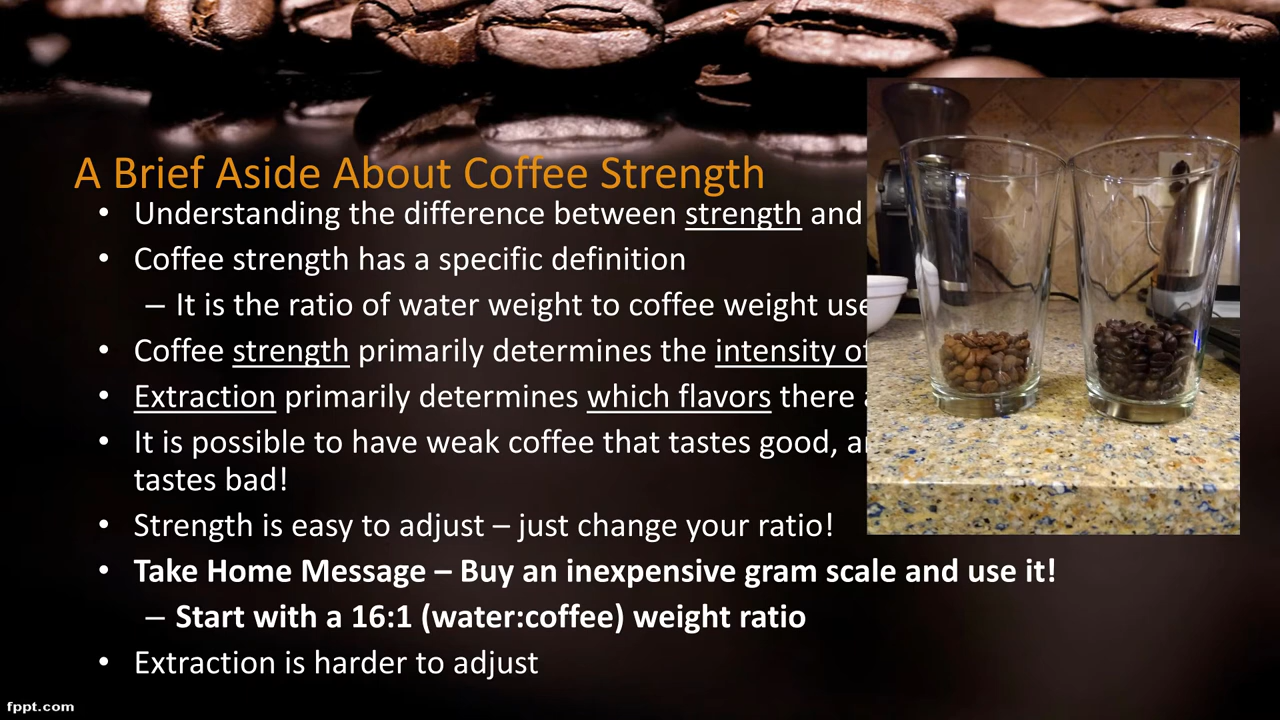 A Brief Aside About Coffee Strength
• Understanding the difference between strength and
• Coffee strength has a specific definition
– It is the ratio of water weight to coffee weight
• Coffee strength primarily determines the intensity of
• Extraction primarily determines which flavors there
• It is possible to have weak coffee that tastes good,
tastes bad!
• Strength is easy to adjust – just change your ratio!
• Take Home Message – Buy an inexpensive gram scale and use it!
– Start with a 16:1 (water:coffee) weight ratio
• Extraction is harder to adjust
fppt.com